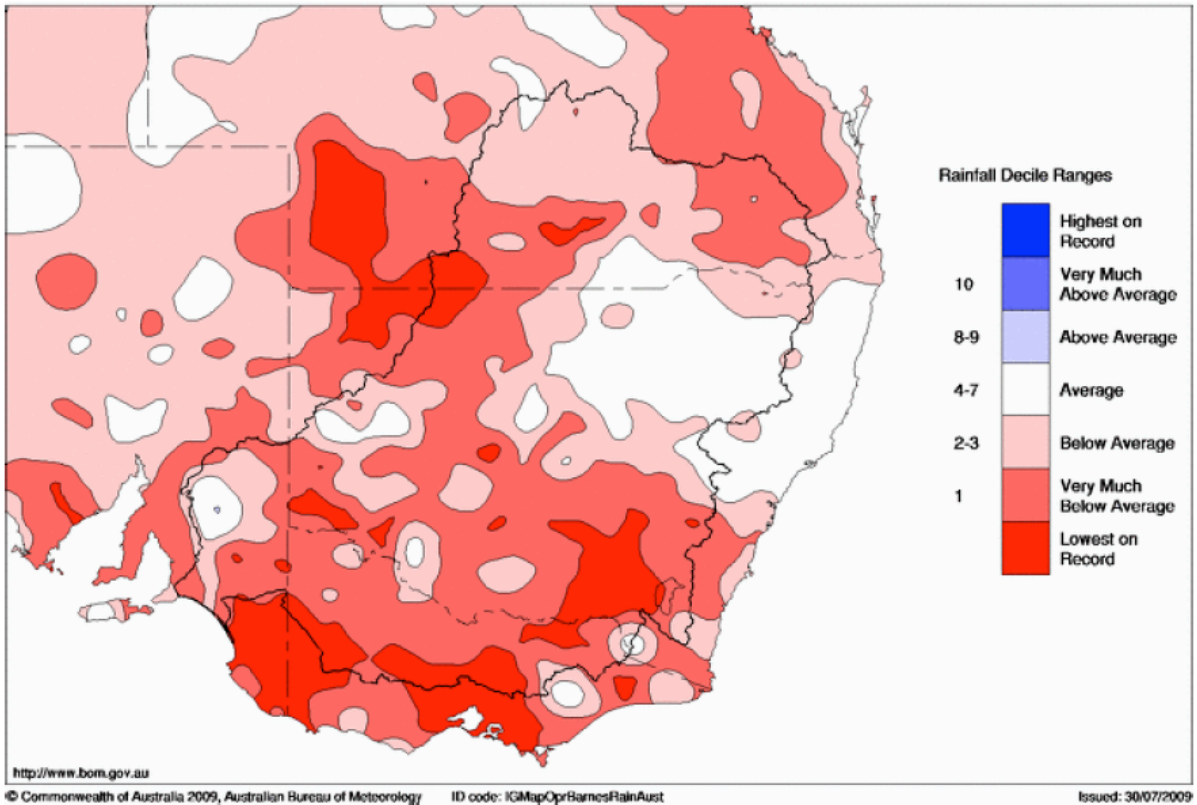 Rainfall Decile Ranges
Highest on
Record
10
Very Much
Above Average
8-9
Above Average
4-7
Average
2-3
Below Average
1
Very Much
Below Average
Lowest on
Record
http://www.bom.gov.au
© Commonwealth of Australia 2009, Australian Bureau of Meteorology
ID code: IGMapOprBarnesRainAust
Issued: 30/07/2009